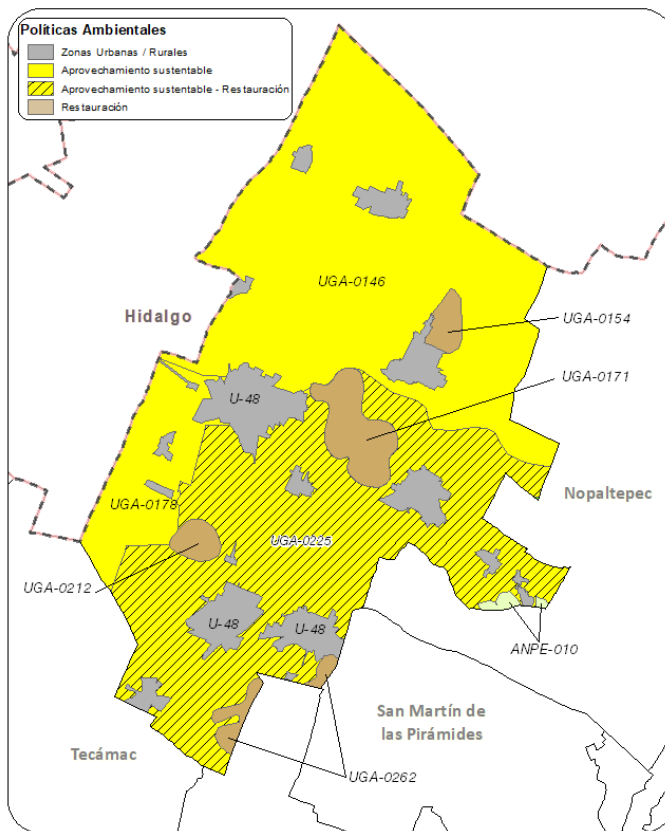 Políticas Ambientales
Zonas Urbanas / Rurales
Aprovechamiento sustentable
Aprovechamiento sustentable - Restauración
Restauración
UGA-0146
Hidalgo
UGA-0154
UGA-0171
U-48
Nopaltepec
UGA-0178
UGA-0225
UGA-0212
U-48
U-48
ANPE-010
San Martín de
las Pirámides
Tecámac
UGA-0262